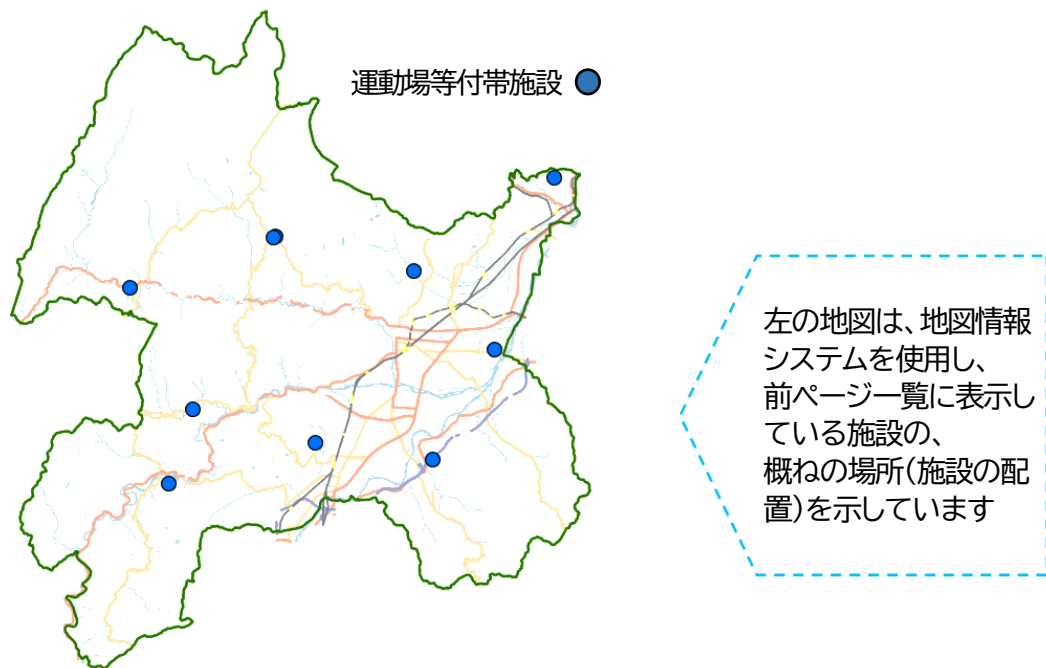 運動場等付帯施設
左の地図は、地図情報
システムを使用し、
前ページ一覧に表示し
ている施設の、
概ねの場所(施設の配
置)を示しています